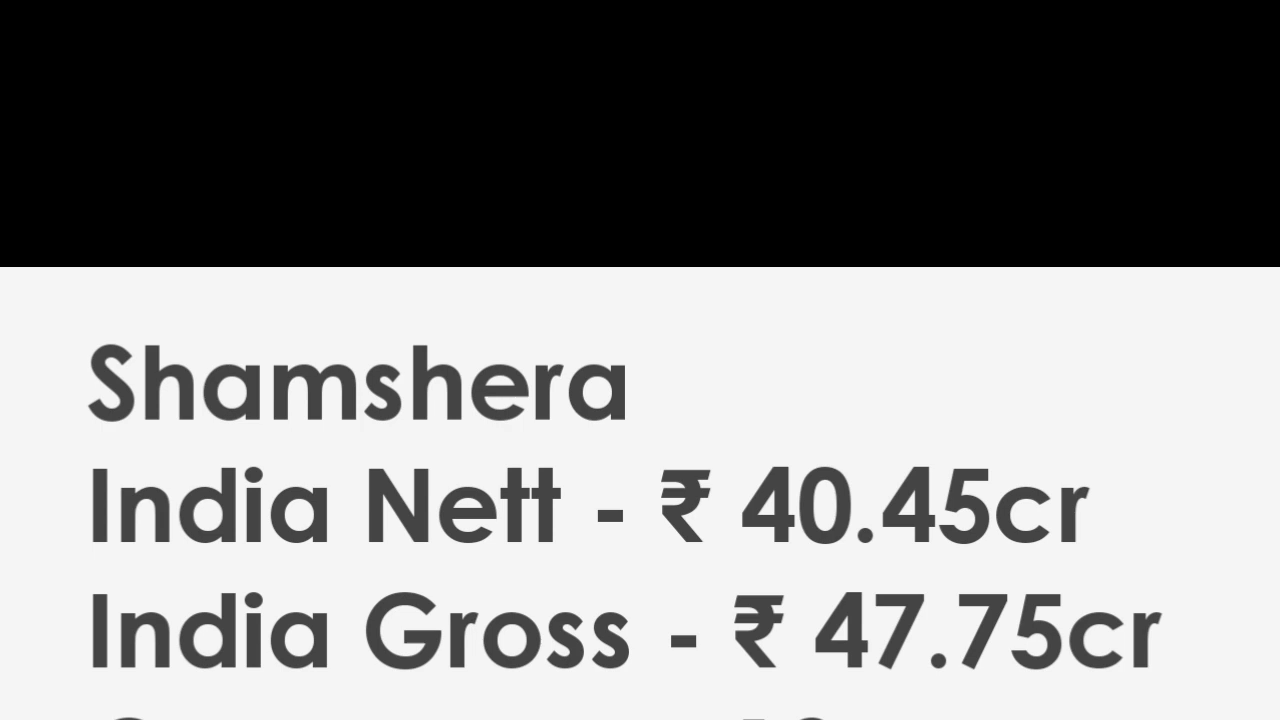 Shamshera
India Nett - ₹ 40.45cr
India Gross - ₹ 47.75cr